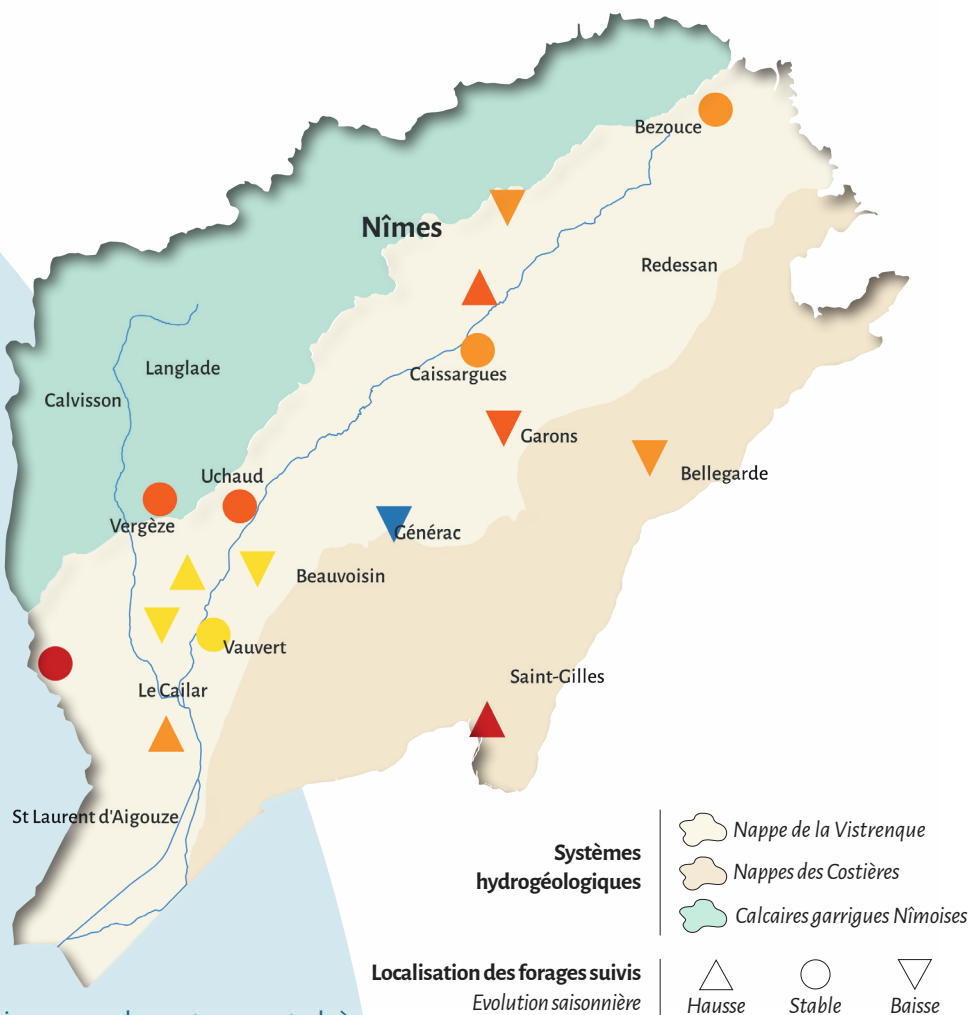 Bezouce
Nîmes
Redessan
Langlade
Caissargues
Calvisson
Garons
Uchaud
Bellegarde
Vergèze
Générac
Beauvoisin
Vauvert
Saint-Gilles
Le Cailar
St Laurent d'Aigouze
Systèmes
hydrogéologiques
Nappe de la Vistrenque
Nappes des Costières
Calcaires garrigues Nîmoises
Localisation des forages suivis
Evolution saisonnière
Hausse
Stable
Baisse